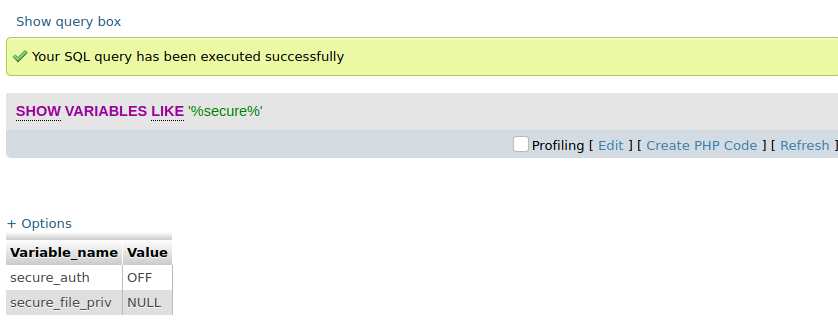 Show query box
Your SQL query has been executed successfully
SHOW VARIABLES LIKE '%secure%'
Profiling [ Edit ] [ Create PHP Code ] [ Refresh ]
+ Options
Variable_name Value
secure_auth OFF
secure_file_priv NULL